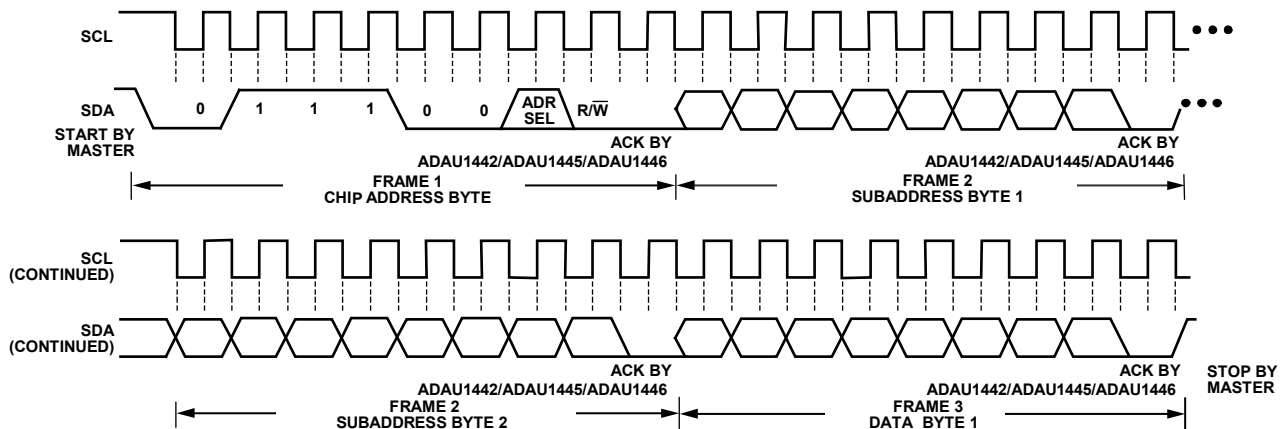 SCL
SDA
0 1 1 1 0 0 ADR SEL R/W̅
START BY
MASTER
ACK BY
ADAU1442/ADAU1445/ADAU1446
ACK BY
ADAU1442/ADAU1445/ADAU1446
FRAME 1
CHIP ADDRESS BYTE
FRAME 2
SUBADDRESS BYTE 1
SCL
(CONTINUED)
SDA
(CONTINUED)
ACK BY
ADAU1442/ADAU1445/ADAU1446
ACK BY
ADAU1442/ADAU1445/ADAU1446
STOP BY
MASTER
FRAME 2
SUBADDRESS BYTE 2
FRAME 3
DATA BYTE 1